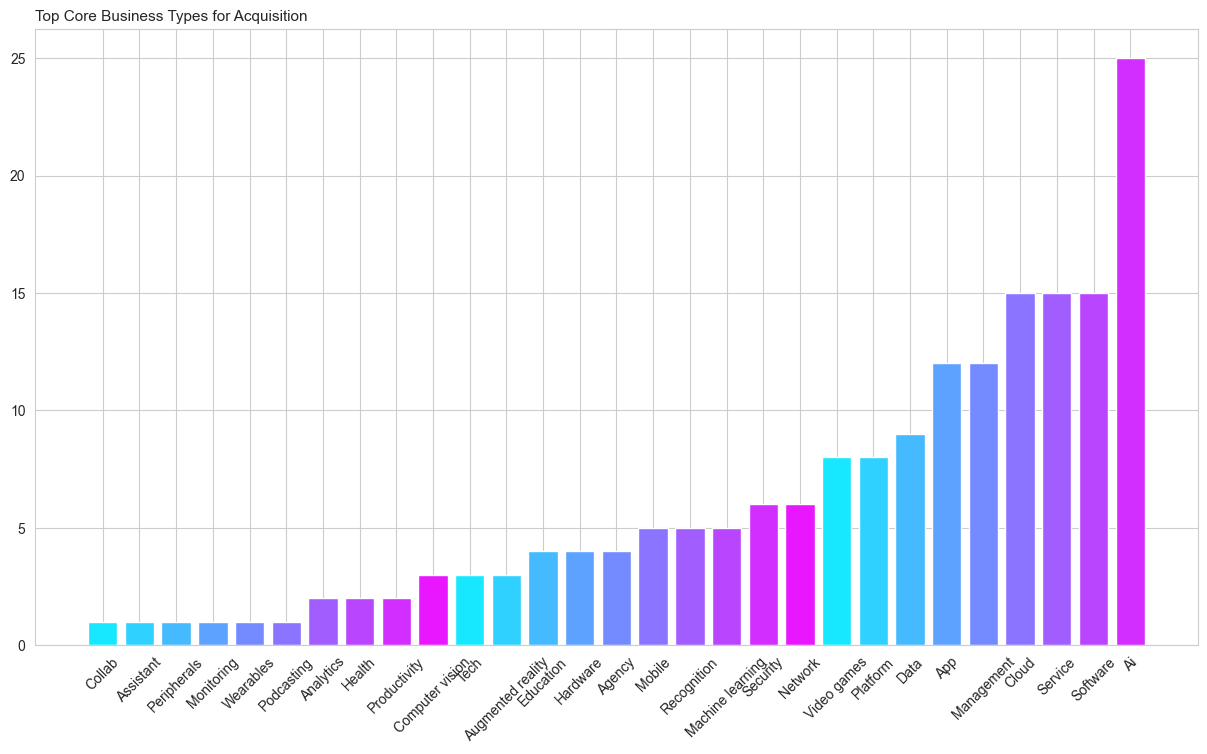 Top Core Business Types for Acquisition
25
20
15
10
5
0
Collab
Assistant
Peripherals
Monitoring
Wearables
Podcasting
Analytics
Health
Productivity
Computer vision
Tech
Augmented reality
Education
Hardware
Agency
Mobile
Recognition
Machine learning
Security
Network
Video games
Platform
Data
App
Management
Cloud
Service
Software
Ai